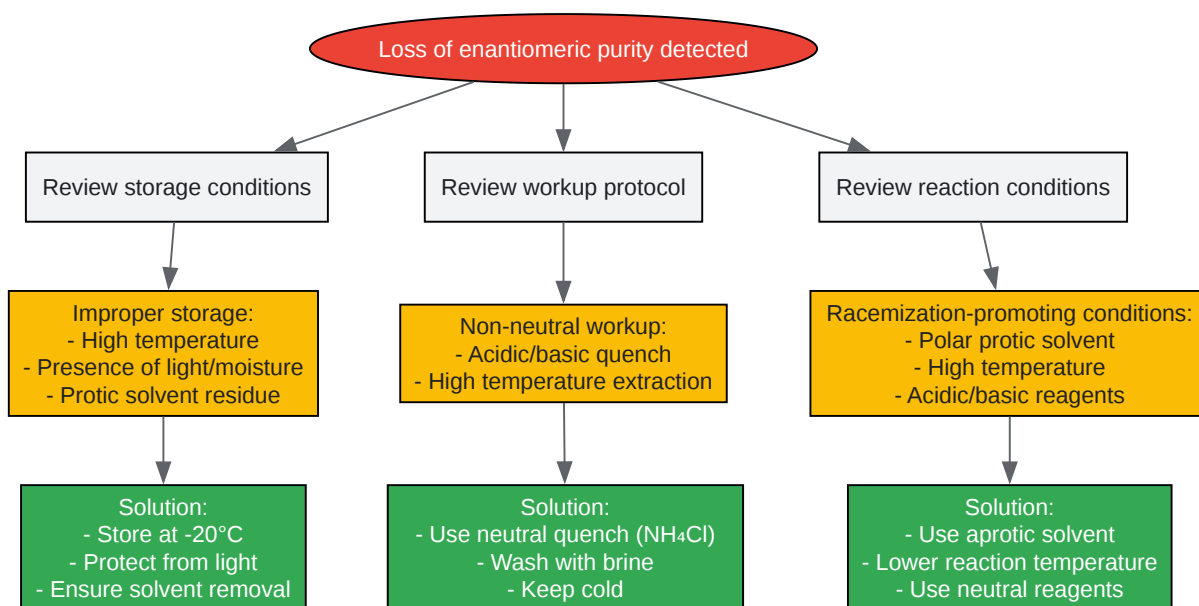 Loss of enantiomeric purity detected
Review storage conditions
Review workup protocol
Review reaction conditions
Improper storage:
- High temperature
- Presence of light/moisture
- Protic solvent residue
Non-neutral workup:
- Acidic/basic quench
- High temperature extraction
Racemization-promoting conditions:
- Polar protic solvent
- High temperature
- Acidic/basic reagents
Solution:
- Store at -20°C
- Protect from light
- Ensure solvent removal
Solution:
- Use neutral quench (NH₄Cl)
- Wash with brine
- Keep cold
Solution:
- Use aprotic solvent
- Lower reaction temperature
- Use neutral reagents